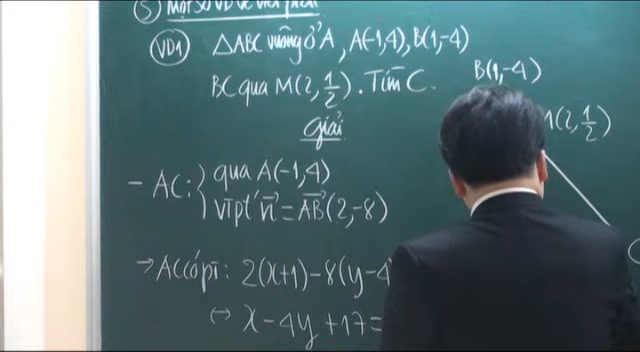 ⑤ Một số VD về viết
VD1 ΔABC vuông ở A, A(-1,4), B(1,-4)
BC qua M(2, 1/2). Tìm C.
B(1,-4)
M(2, 1/2)
Giải
- AC: { qua A(-1,4)
vtpt n⃗ = AB⃗(2,-8)
→ AC có pt: 2(x+1)-8(y-4
⇔ x-4y+17=